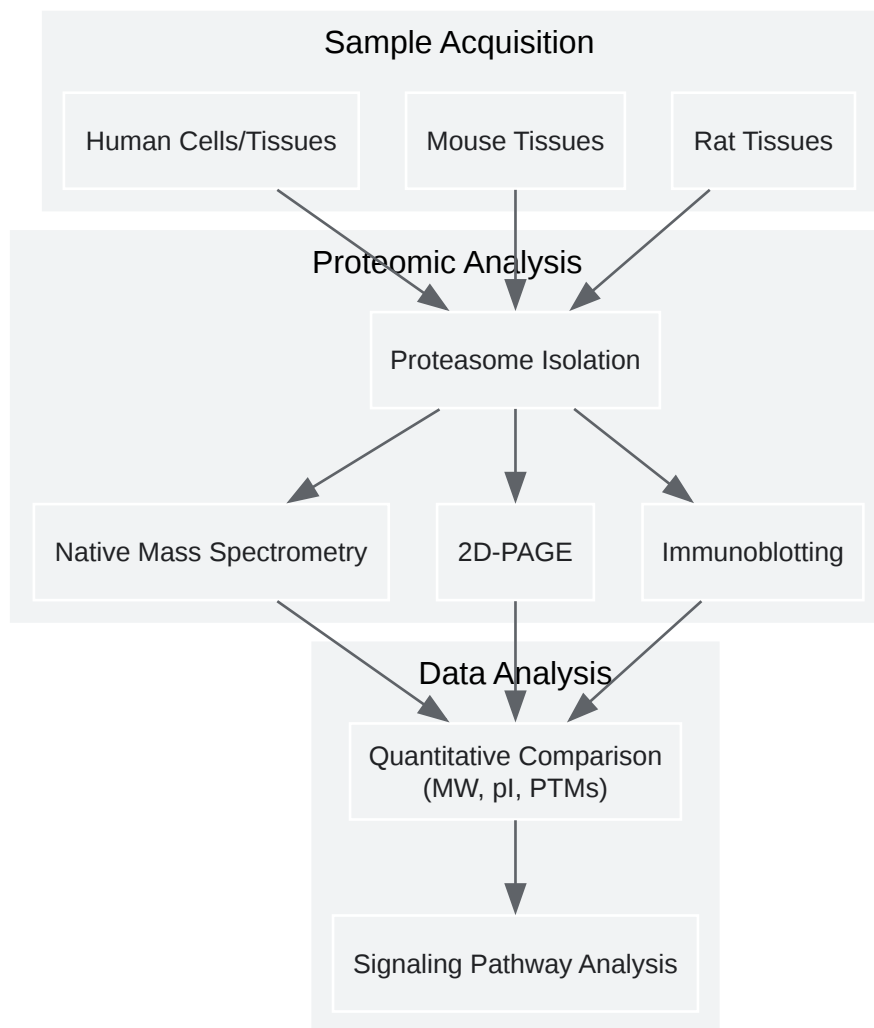 Sample Acquisition
Human Cells/Tissues
Mouse Tissues
Rat Tissues
Proteomic Analysis
Proteasome Isolation
Native Mass Spectrometry
2D-PAGE
Immunoblotting
Data Analysis
Quantitative Comparison
(MW, pI, PTMs)
Signaling Pathway Analysis